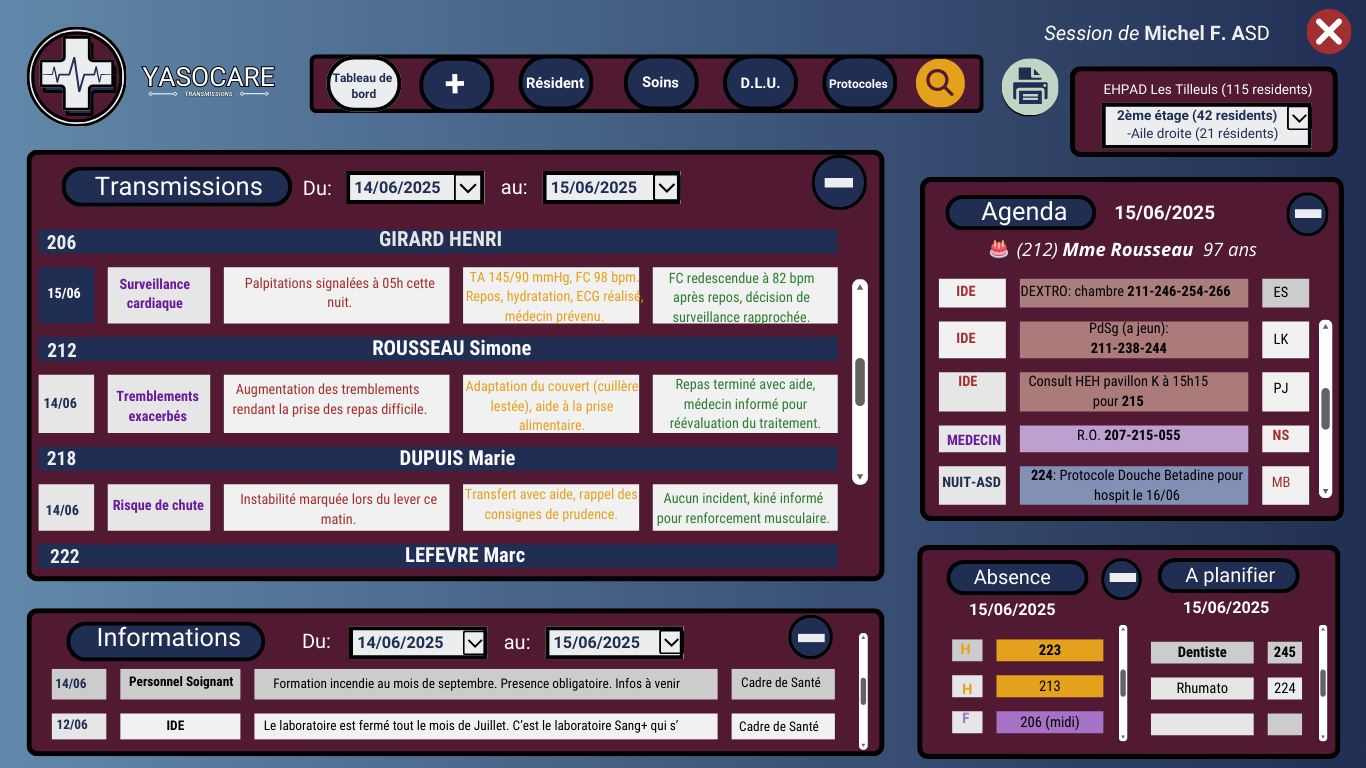 Session de Michel F. ASD
YASOCARE
TRANSMISSIONS
Tableau de
bord
+
Résident
Soins
D.L.U.
Protocoles
EHPAD Les Tilleuls (115 residents)
2ème étage (42 residents)
-Aile droite (21 résidents)
Transmissions
Du: 14/06/2025 au: 15/06/2025
206 GIRARD HENRI
15/06
Surveillance
cardiaque
Palpitations signalées à 05h cette
nuit.
TA 145/90 mmHg, FC 98 bpm.
Repos, hydratation, ECG réalisé,
médecin prévenu.
FC redescendue à 82 bpm
après repos, décision de
surveillance rapprochée.
212 ROUSSEAU Simone
14/06
Tremblements
exacerbés
Augmentation des tremblements
rendant la prise des repas difficile.
Adaptation du couvert (cuillère
lestée), aide à la prise
alimentaire.
Repas terminé avec aide,
médecin informé pour
réévaluation du traitement.
218 DUPUIS Marie
14/06
Risque de chute
Instabilité marquée lors du lever ce
matin.
Transfert avec aide, rappel des
consignes de prudence.
Aucun incident, kiné informé
pour renforcement musculaire.
222 LEFEVRE Marc
Informations
Du: 14/06/2025 au: 15/06/2025
14/06 Personnel Soignant Formation incendie au mois de septembre. Presence obligatoire. Infos à venir Cadre de Santé
12/06 IDE Le laboratoire est fermé tout le mois de Juillet. C'est le laboratoire Sang+ qui s' Cadre de Santé
Agenda 15/06/2025
(212) Mme Rousseau 97 ans
IDE DEXTRO: chambre 211-246-254-266 ES
IDE
PdSg (a jeun):
211-238-244
LK
IDE
Consult HEH pavillon K à 15h15
pour 215
PJ
MEDECIN R.O. 207-215-055 NS
NUIT-ASD
224: Protocole Douche Betadine pour
hospit le 16/06
MB
Absence
15/06/2025
H 223
H 213
F 206 (midi)
A planifier
15/06/2025
Dentiste 245
Rhumato 224